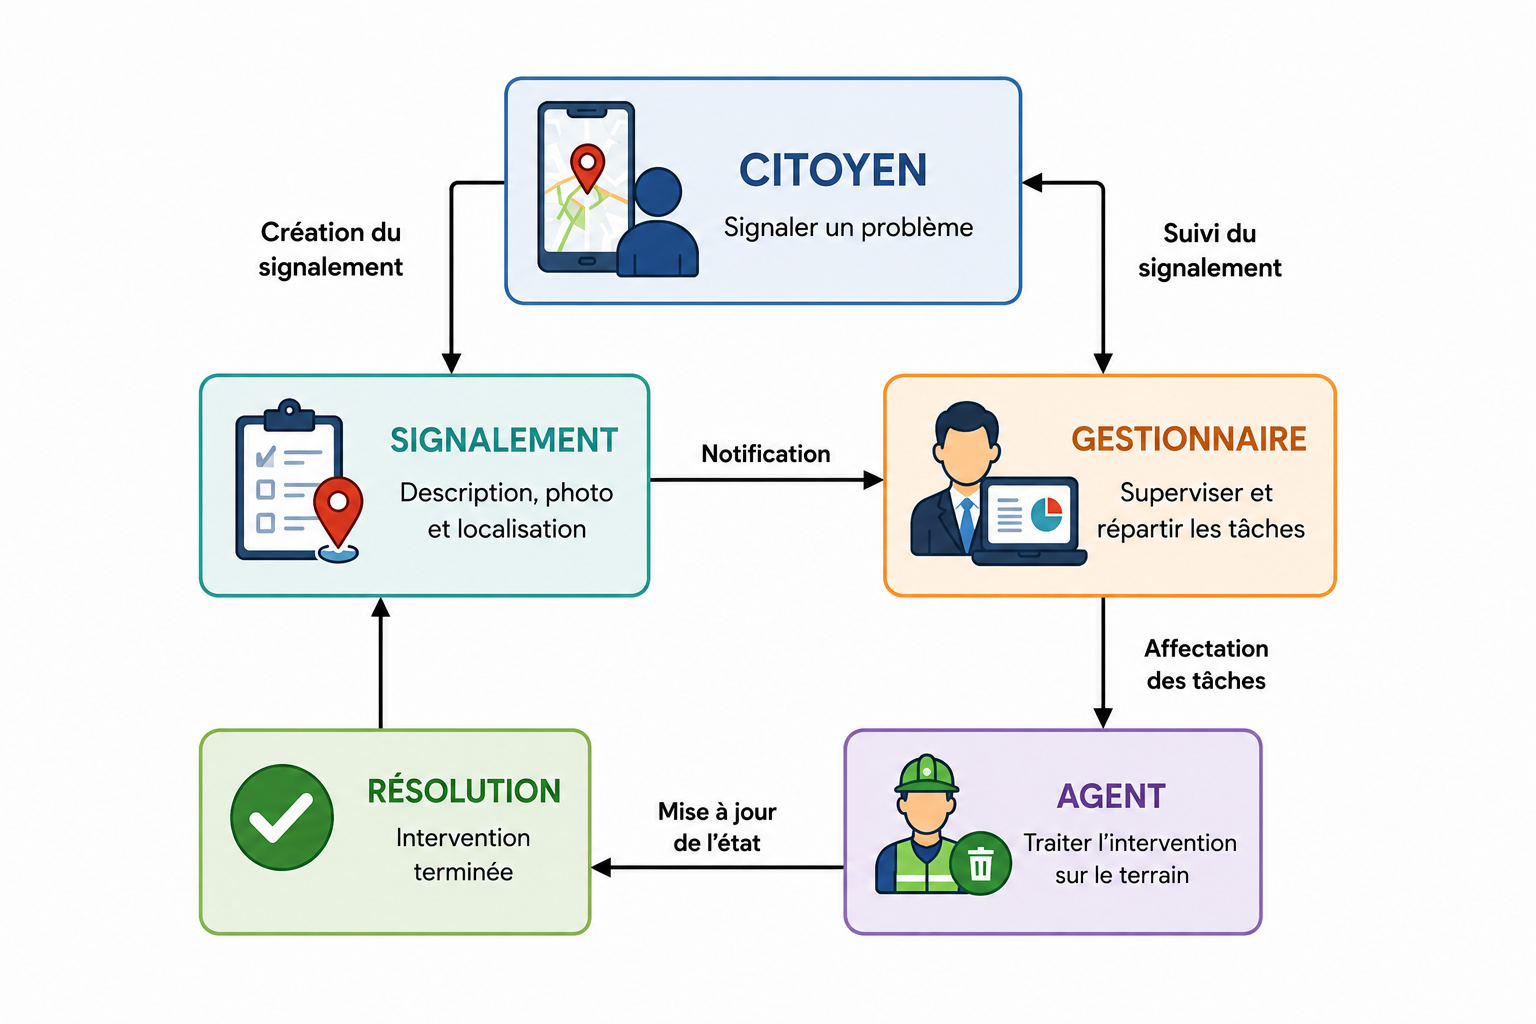 CITOYEN
Signaler un problème
Création du
signalement
Suivi du
signalement
SIGNALEMENT
Description, photo
et localisation
Notification
GESTIONNAIRE
Superviser et
répartir les tâches
Affectation
des tâches
RÉSOLUTION
Intervention
terminée
Mise à jour
de l’état
AGENT
Traiter l’intervention
sur le terrain